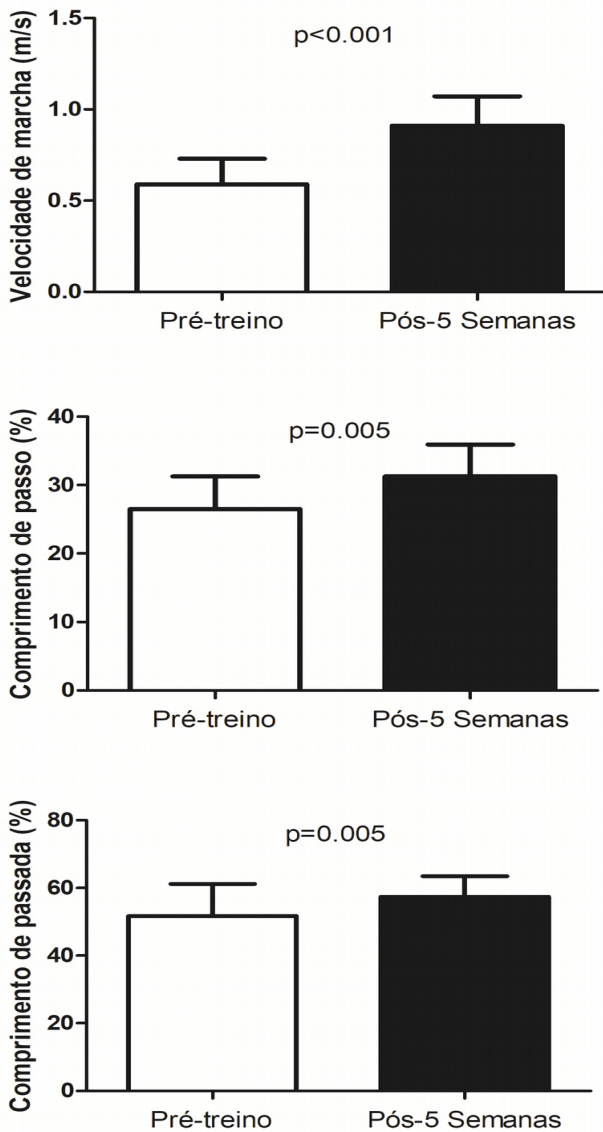 Velocidade de marcha (m/s)
1.5
1.0
0.5
0.0
p<0.001
Pré-treino
Pós-5 Semanas
Comprimento de passo (%)
40
30
20
10
0
p=0.005
Pré-treino
Pós-5 Semanas
Comprimento de passada (%)
80
60
40
20
0
p=0.005
Pré-treino
Pós-5 Semanas